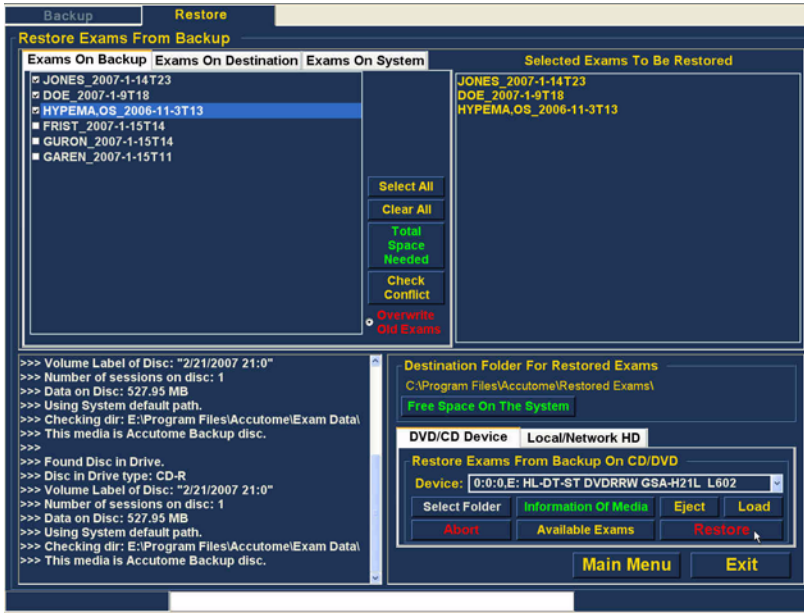 Backup Restore
Restore Exams From Backup
Exams On Backup Exams On Destination Exams On System
JONES_2007-1-14T23
DOE_2007-1-9T18
HYPEMA,OS_2006-11-3T13
FRIST_2007-1-15T14
GURON_2007-1-15T14
GAREN_2007-1-15T11
Select All
Clear All
Total
Space
Needed
Check
Conflict
Overwrite
Old Exams
Selected Exams To Be Restored
JONES_2007-1-14T23
DOE_2007-1-9T18
HYPEMA,OS_2006-11-3T13
>>> Volume Label of Disc: "2/21/2007 21:0"
>>> Number of sessions on disc: 1
>>> Data on Disc: 527.95 MB
>>> Using System default path.
>>> Checking dir: E:\Program Files\Accutome\Exam Data\
>>> This media is Accutome Backup disc.
>>>
>>> Found Disc in Drive.
>>> Disc in Drive type: CD-R
>>> Volume Label of Disc: "2/21/2007 21:0"
>>> Number of sessions on disc: 1
>>> Data on Disc: 527.95 MB
>>> Using System default path.
>>> Checking dir: E:\Program Files\Accutome\Exam Data\
>>> This media is Accutome Backup disc.
Destination Folder For Restored Exams
C:\Program Files\Accutome\Restored Exams\
Free Space On The System
DVD/CD Device Local/Network HD
Restore Exams From Backup On CD/DVD
Device: 0:0:0,E: HL-DT-ST DVDRRW GSA-H21L L602
Select Folder Information Of Media Eject Load
Abort Available Exams Restore
Main Menu Exit